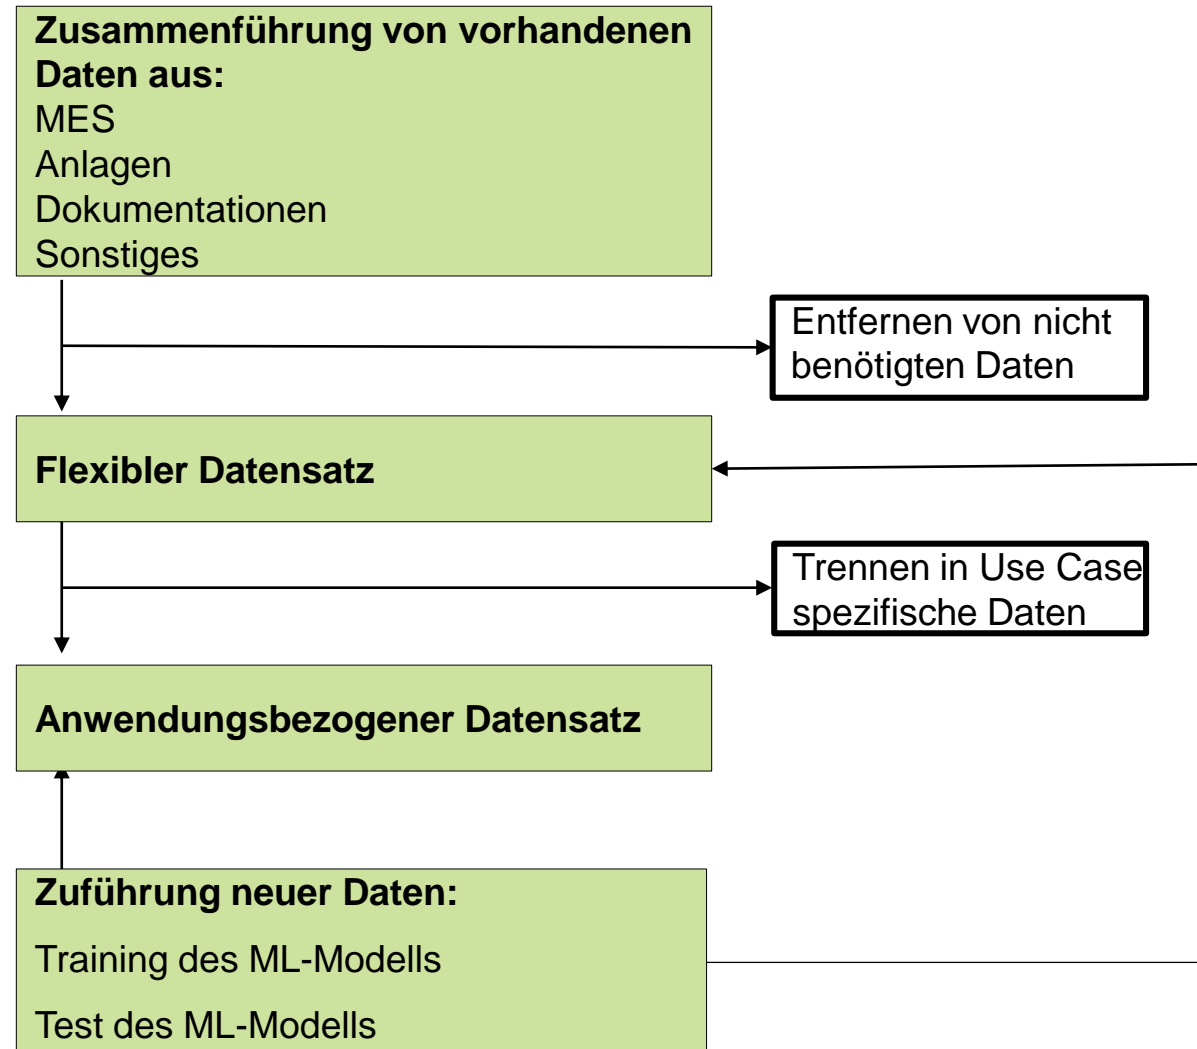 Zusammenführung von vorhandenen
Daten aus:
MES
Anlagen
Dokumentationen
Sonstiges
Entfernen von nicht
benötigten Daten
Flexibler Datensatz
Trennen in Use Case
spezifische Daten
Anwendungsbezogener Datensatz
Zuführung neuer Daten:
Training des ML-Modells
Test des ML-Modells